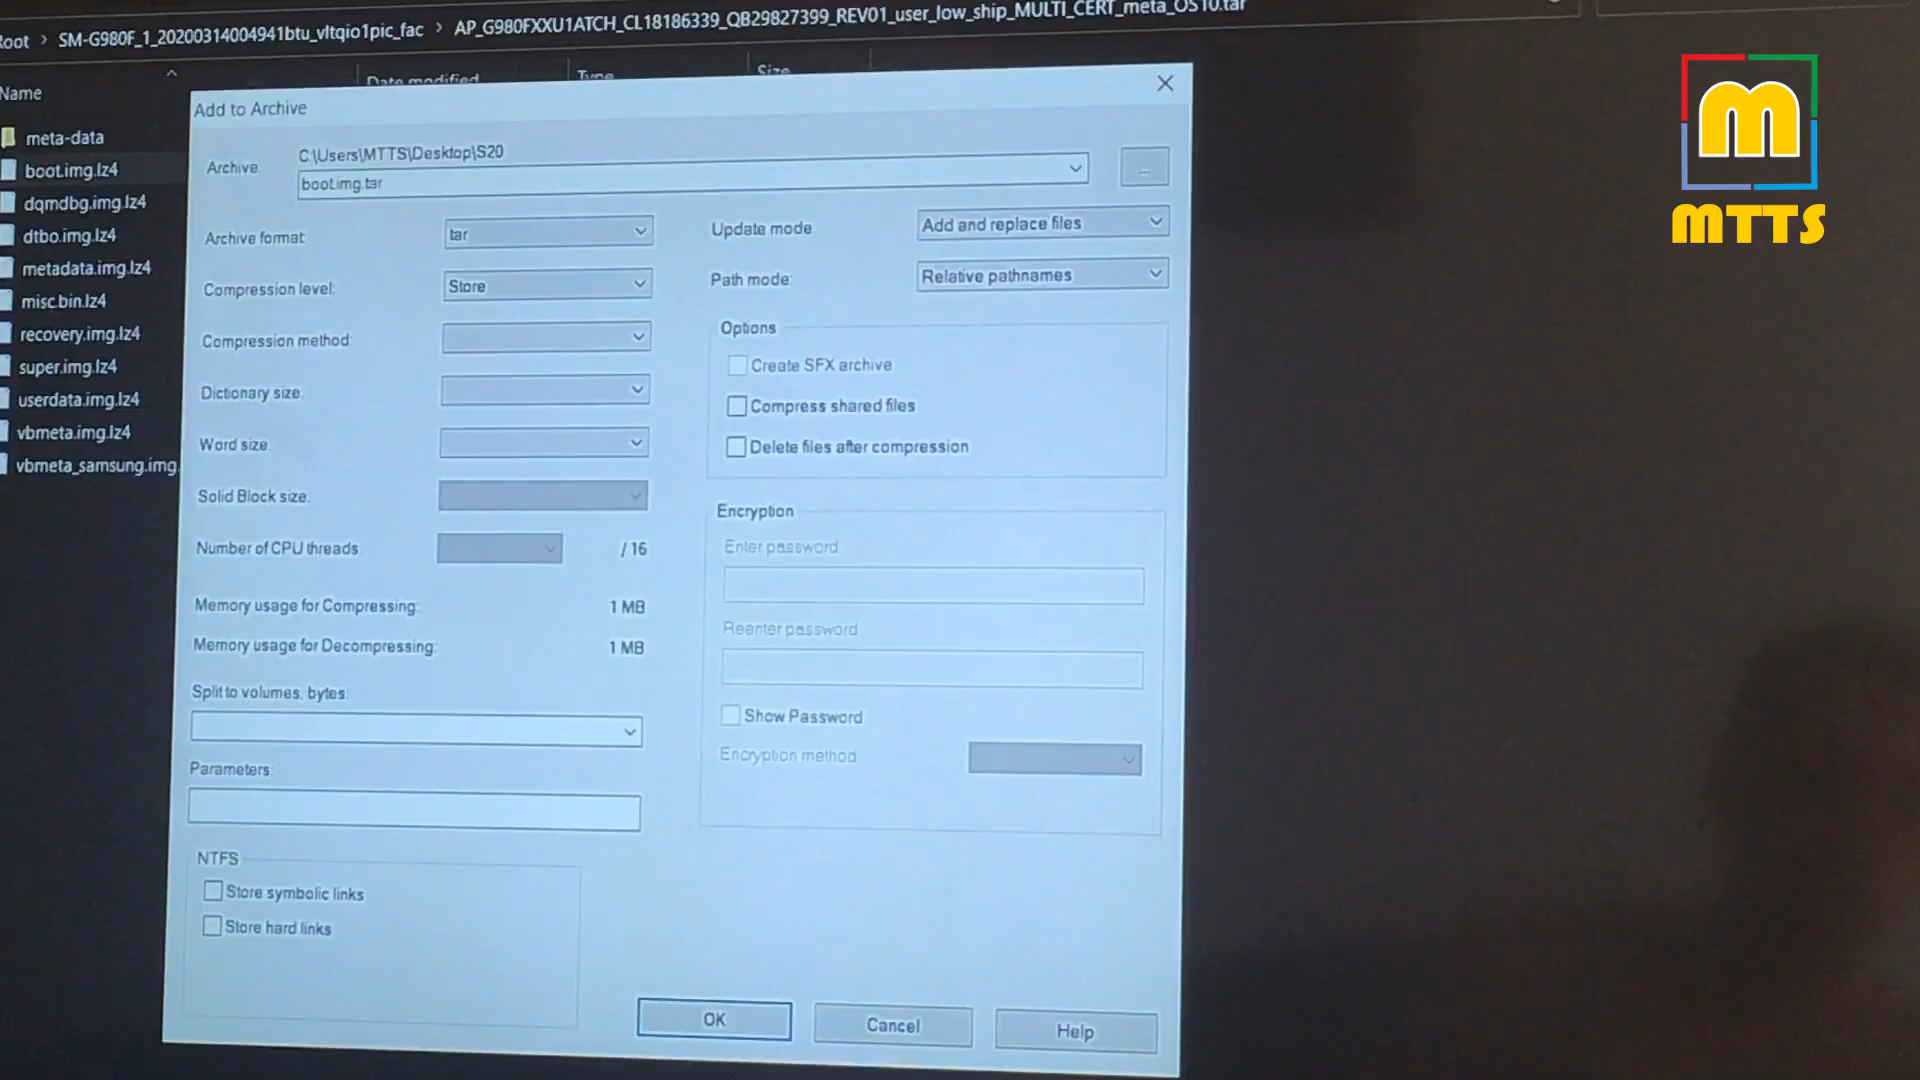 Root > SM-G980F_1_20200314004941btu_vltqio1pic_fac > AP_G980FXXU1ATCH_CL18186339_QB29827399_REV01_user_low_ship_MULTI_CERT_meta_OS10.tar
Name
Date modified
Type
Size
meta-data
boot.img.lz4
dqmdbg.img.lz4
dtbo.img.lz4
metadata.img.lz4
misc.bin.lz4
recovery.img.lz4
super.img.lz4
userdata.img.lz4
vbmeta.img.lz4
vbmeta_samsung.img.
Add to Archive
Archive:
C:\Users\MTTS\Desktop\S20
boot.img.tar
...
Archive format:
tar
Compression level:
Store
Compression method:
Dictionary size:
Word size:
Solid Block size:
Number of CPU threads:
/ 16
Memory usage for Compressing:
1 MB
Memory usage for Decompressing:
1 MB
Split to volumes, bytes:
Parameters:
NTFS
Store symbolic links
Store hard links
Update mode:
Add and replace files
Path mode:
Relative pathnames
Options
Create SFX archive
Compress shared files
Delete files after compression
Encryption
Enter password:
Reenter password:
Show Password
Encryption method:
OK
Cancel
Help
M
MTTS